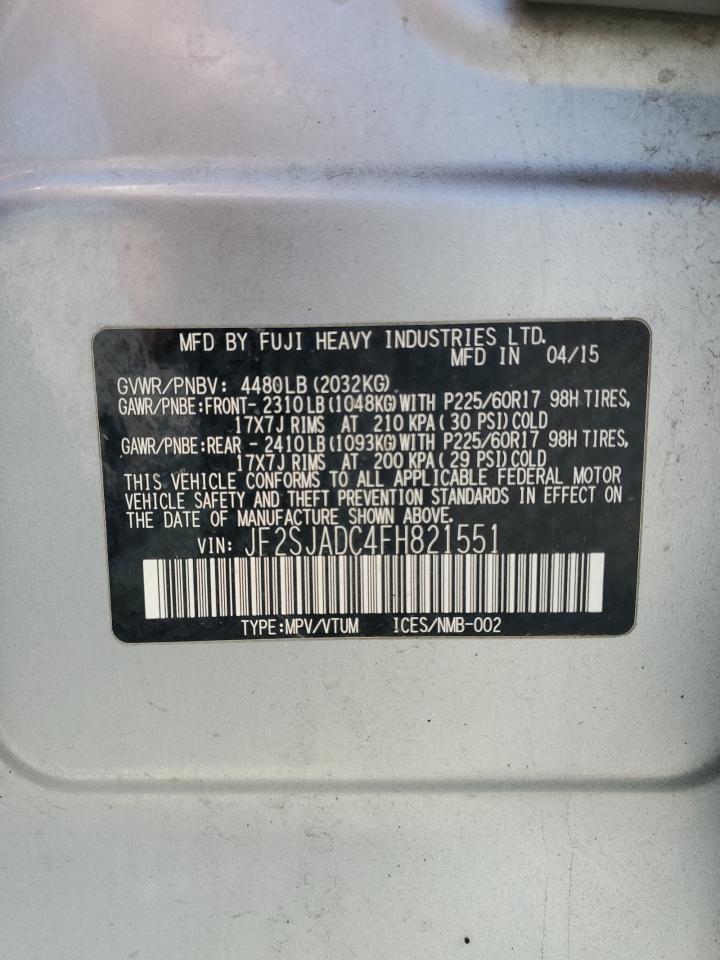 MFD BY FUJI HEAVY INDUSTRIES LTD.
MFD IN 04/15
GVWR/PNBV: 4480LB (2032KG)
GAWR/PNBE:FRONT- 2310LB (1048KG) WITH P225/60R17 98H TIRES,
17X7J RIMS AT 210 KPA ( 30 PSI) COLD
GAWR/PNBE:REAR - 2410LB (1093KG) WITH P225/60R17 98H TIRES,
17X7J RIMS AT 200 KPA (29 PSI) COLD
THIS VEHICLE CONFORMS TO ALL APPLICABLE FEDERAL MOTOR
VEHICLE SAFETY AND THEFT PREVENTION STANDARDS IN EFFECT ON
THE DATE OF MANUFACTURE SHOWN ABOVE.
VIN: JF2SJADC4FH821551
TYPE:MPV/VTUM ICES/NMB-002